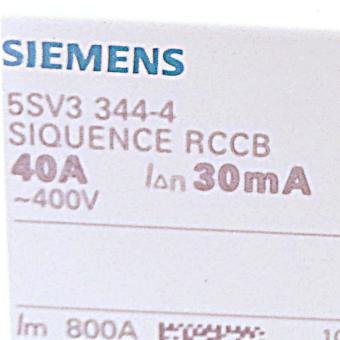 SIEMENS
5SV3 344-4
SIQUENCE RCCB
40A IΔn 30mA
~400V
Im 800A